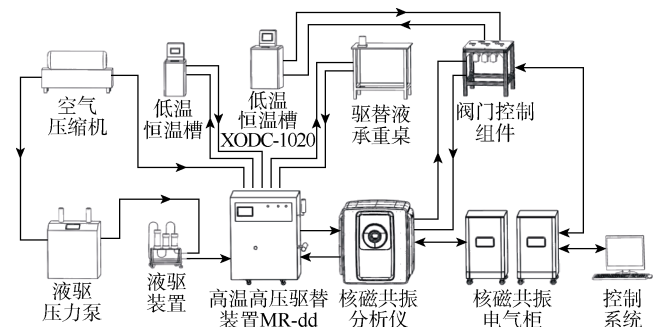 空气
压缩机
低温
恒温槽
低温
恒温槽
XODC-1020
驱替液
承重桌
阀门控制
组件
液驱
压力泵
液驱
装置
高温高压驱替
装置MR-dd
核磁共振
分析仪
核磁共振
电气柜
控制
系统